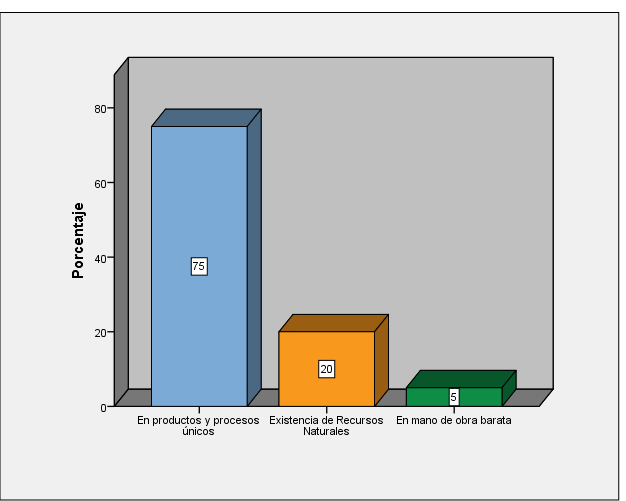 Porcentaje
80
60
40
20
0
75
20
5
En productos y procesos
únicos
Existencia de Recursos
Naturales
En mano de obra barata